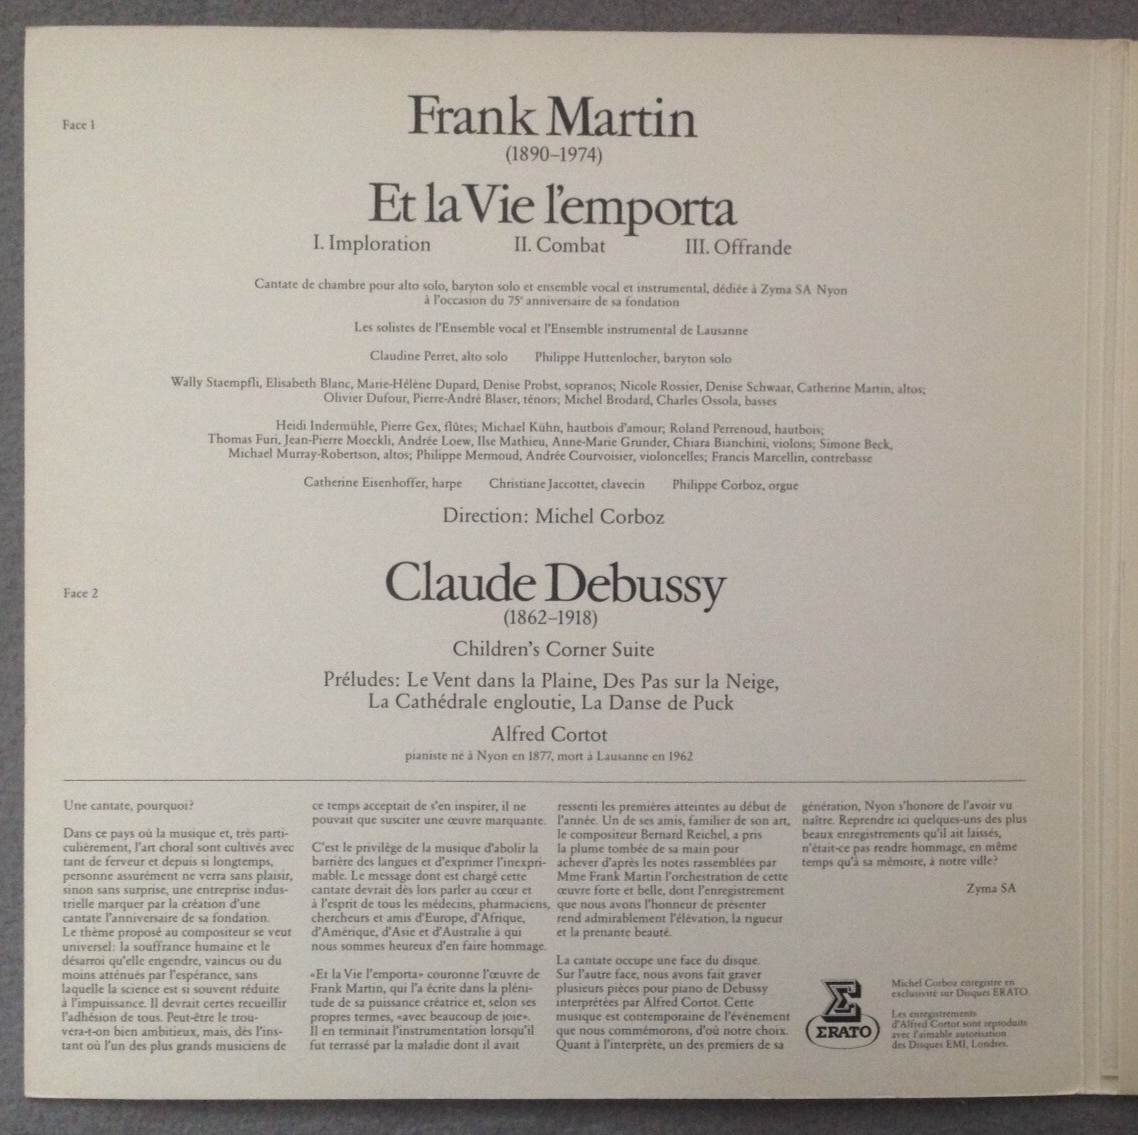 Face 1
Frank Martin
(1890–1974)
Et la Vie l'emporta
I. Imploration II. Combat III. Offrande
Cantate de chambre pour alto solo, baryton solo et ensemble vocal et instrumental, dédiée à Zyma SA Nyon
à l'occasion du 75e anniversaire de sa fondation
Les solistes de l'Ensemble vocal et l'Ensemble instrumental de Lausanne
Claudine Perret, alto solo Philippe Huttenlocher, baryton solo
Wally Staempfli, Elisabeth Blanc, Marie-Hélène Dupard, Denise Probst, sopranos; Nicole Rossier, Denise Schwaar, Catherine Martin, altos;
Olivier Dufour, Pierre-André Blaser, ténors; Michel Brodard, Charles Ossola, basses
Heidi Indermühle, Pierre Gex, flûtes; Michael Kühn, hautbois d'amour; Roland Perrenoud, hautbois;
Thomas Furi, Jean-Pierre Moeckli, Andrée Loew, Ilse Mathieu, Anne-Marie Grunder, Chiara Bianchini, violons; Simone Beck,
Michael Murray-Robertson, altos; Philippe Mermoud, Andrée Courvoisier, violoncelles; Francis Marcellin, contrebasse
Catherine Eisenhoffer, harpe Christiane Jaccottet, clavecin Philippe Corboz, orgue
Direction: Michel Corboz
Face 2
Claude Debussy
(1862–1918)
Children's Corner Suite
Préludes: Le Vent dans la Plaine, Des Pas sur la Neige,
La Cathédrale engloutie, La Danse de Puck
Alfred Cortot
pianiste né à Nyon en 1877, mort à Lausanne en 1962
Une cantate, pourquoi?
Dans ce pays où la musique et, très parti-
culièrement, l'art choral sont cultivés avec
tant de ferveur et depuis si longtemps,
personne assurément ne verra sans plaisir,
sinon sans surprise, une entreprise indus-
trielle marquer par la création d'une
cantate l'anniversaire de sa fondation.
Le thème proposé au compositeur se veut
universel: la souffrance humaine et le
désarroi qu'elle engendre, vaincus ou du
moins atténués par l'espérance, sans
laquelle la science est si souvent réduite
à l'impuissance. Il devrait certes recueillir
l'adhésion de tous. Peut-être le trou-
vera-t-on bien ambitieux, mais, dès l'ins-
tant où l'un des plus grands musiciens de
ce temps acceptait de s'en inspirer, il ne
pouvait que susciter une œuvre marquante.
C'est le privilège de la musique d'abolir la
barrière des langues et d'exprimer l'inexpri-
mable. Le message dont est chargé cette
cantate devrait dès lors parler au cœur et
à l'esprit de tous les médecins, pharmaciens,
chercheurs et amis d'Europe, d'Afrique,
d'Amérique, d'Asie et d'Australie à qui
nous sommes heureux d'en faire hommage.
«Et la Vie l'emporta» couronne l'œuvre de
Frank Martin, qui l'a écrite dans la pléni-
tude de sa puissance créatrice et, selon ses
propres termes, «avec beaucoup de joie».
Il en terminait l'instrumentation lorsqu'il
fut terrassé par la maladie dont il avait
ressenti les premières atteintes au début de
l'année. Un de ses amis, familier de son art,
le compositeur Bernard Reichel, a pris
la plume tombée de sa main pour
achever d'après les notes rassemblées par
Mme Frank Martin l'orchestration de cette
œuvre forte et belle, dont l'enregistrement
que nous avons l'honneur de présenter
rend admirablement l'élévation, la rigueur
et la prenante beauté.
La cantate occupe une face du disque.
Sur l'autre face, nous avons fait graver
plusieurs pièces pour piano de Debussy
interprétées par Alfred Cortot. Cette
musique est contemporaine de l'événement
que nous commémorons, d'où notre choix.
Quant à l'interprète, un des premiers de sa
génération, Nyon s'honore de l'avoir vu
naître. Reprendre ici quelques-uns des plus
beaux enregistrements qu'il ait laissés,
n'était-ce pas rendre hommage, en même
temps qu'à sa mémoire, à notre ville?
Zyma SA
ERATO
Michel Corboz enregistre en
exclusivité sur Disques ERATO.
Les enregistrements
d'Alfred Cortot sont reproduits
avec l'aimable autorisation
des Disques EMI, Londres.